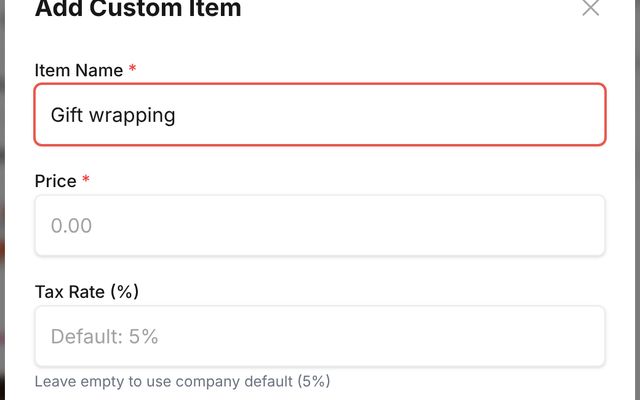 Add Custom Item
Item Name *
Gift wrapping
Price *
0.00
Tax Rate (%)
Default: 5%
Leave empty to use company default (5%)